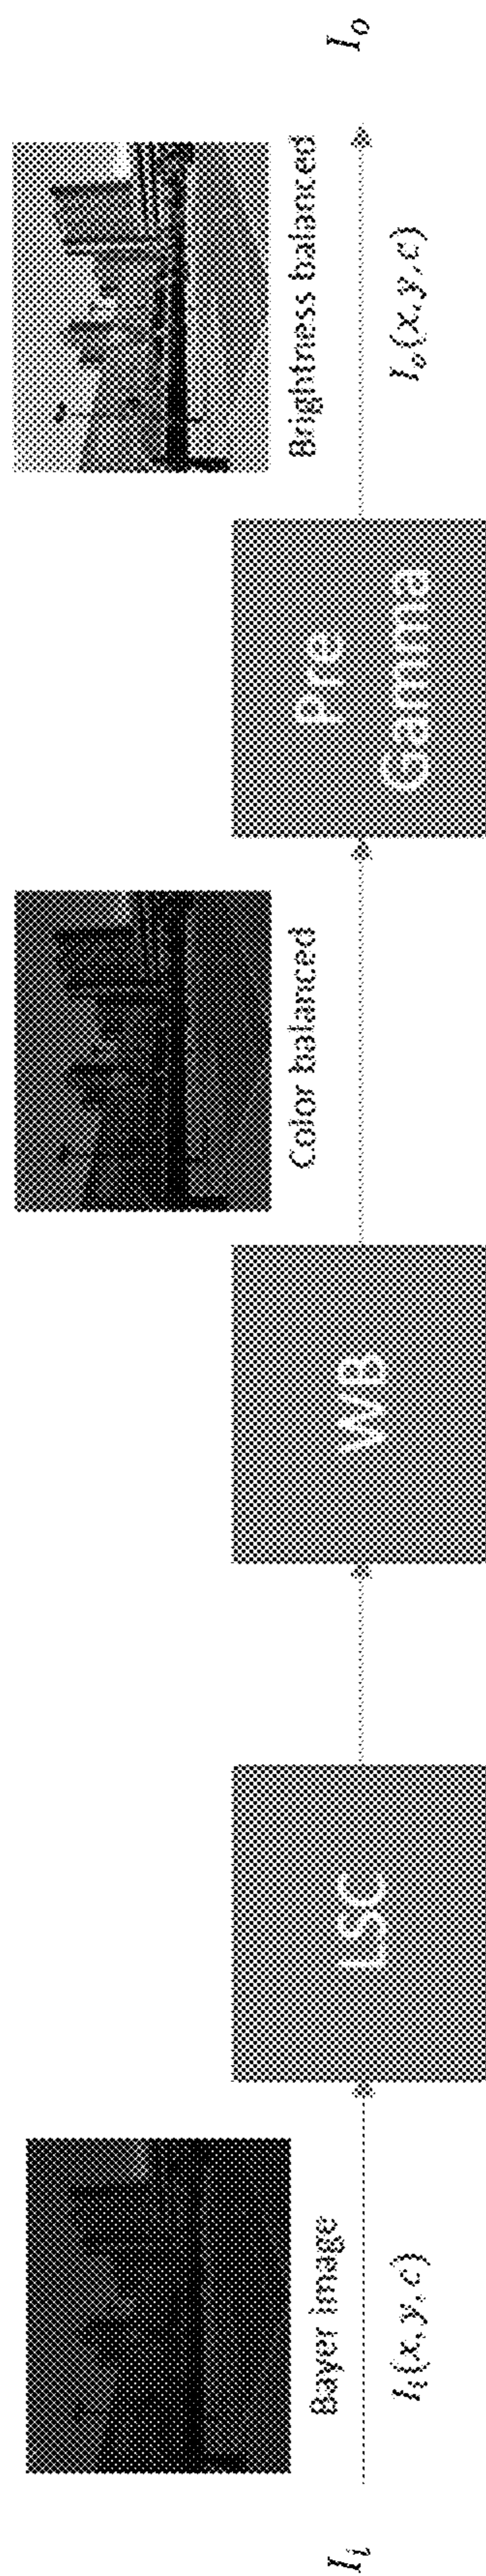 I_i
Bayer image
I_i(x,y,c)
LSC
WB
Color balanced
Pre
Gamma
Brightness balanced
I_o(x,y,c)
I_o